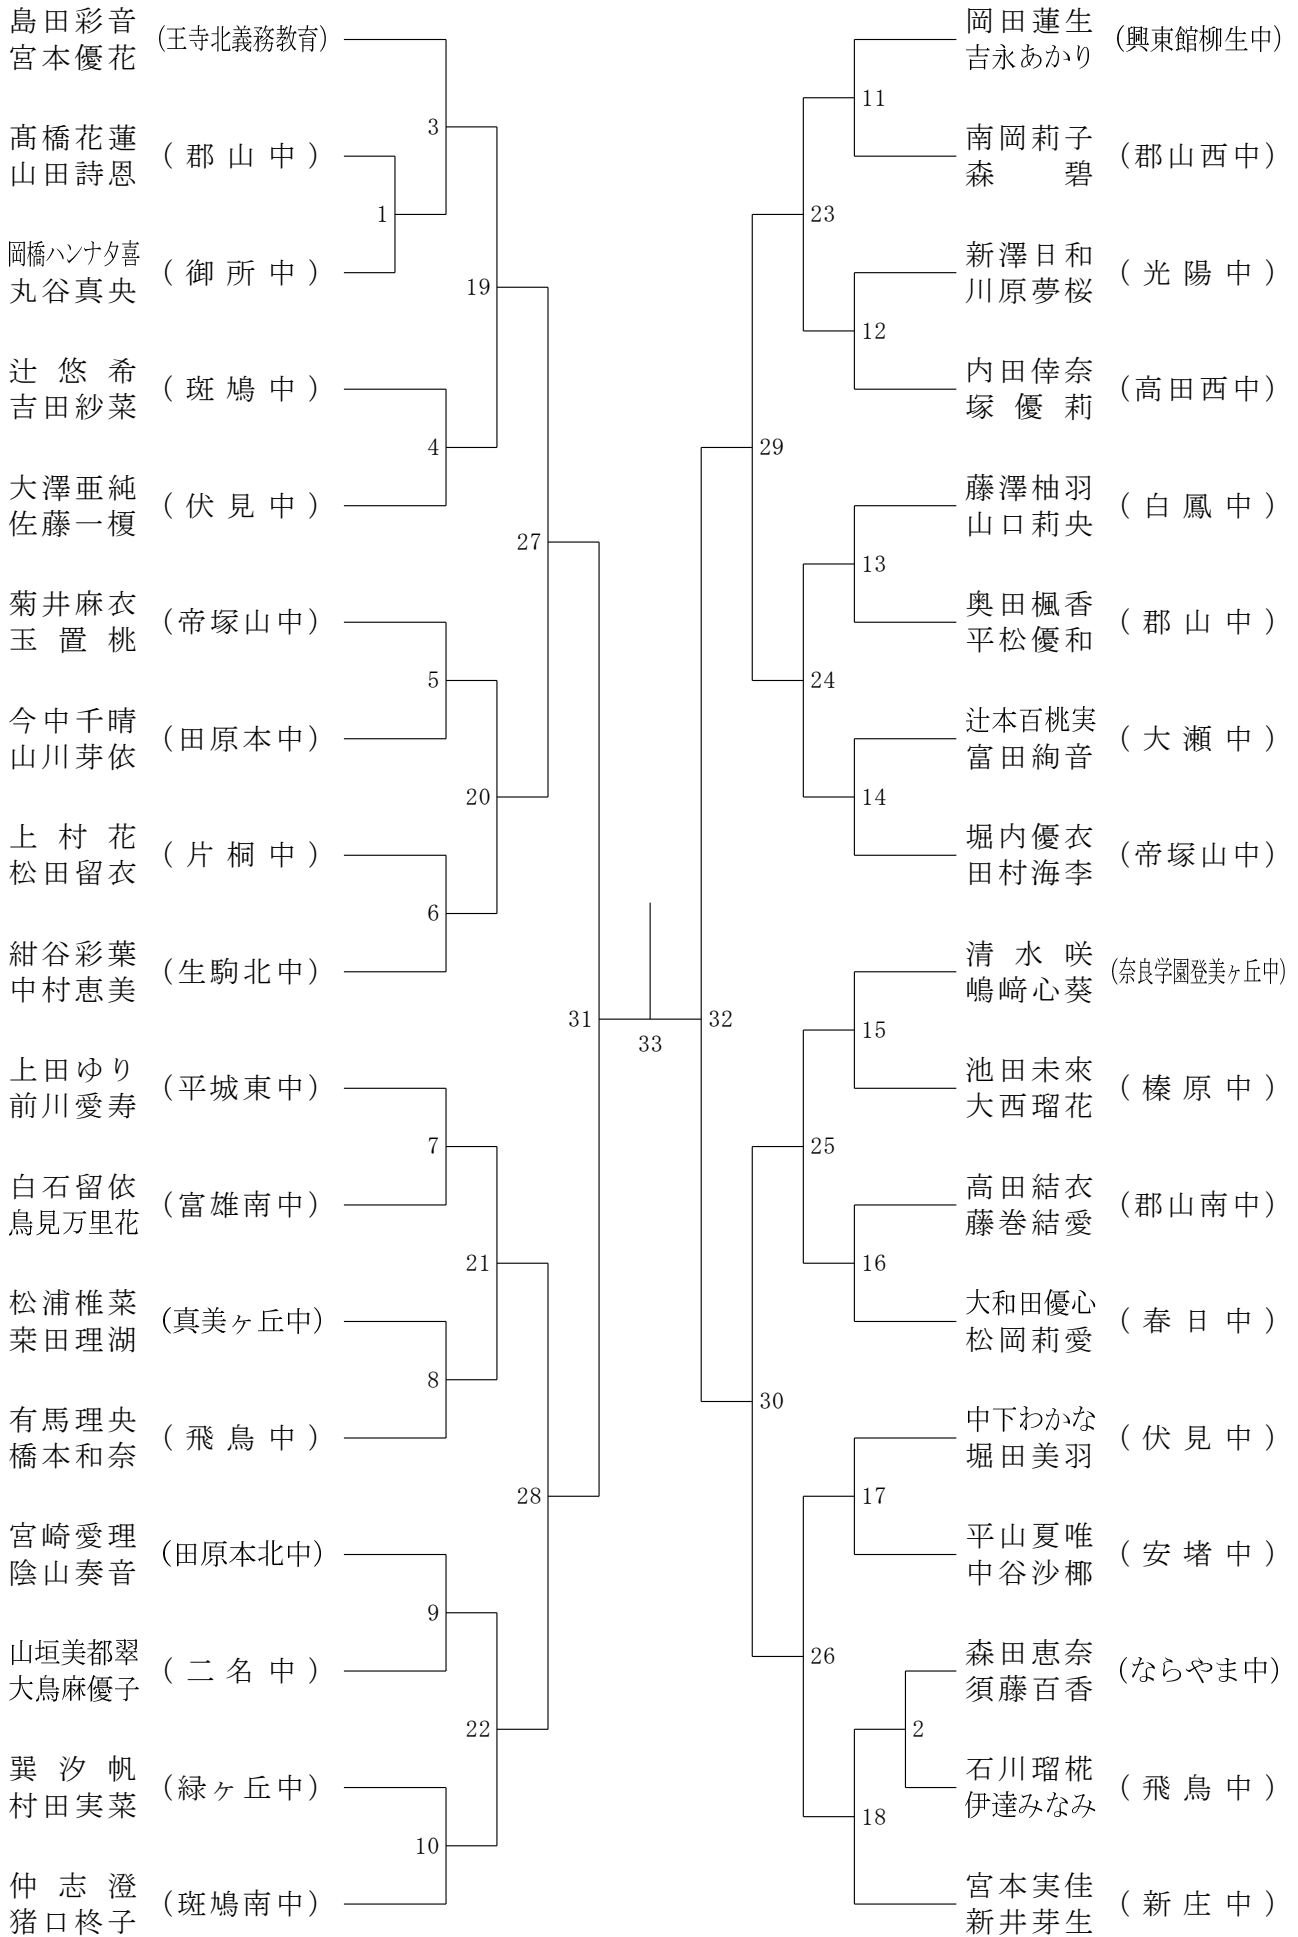 島田彩音
宮本優花
(王寺北義務教育)
髙橋花蓮
山田詩恩
(郡山中)
岡橋ハンナ夕喜
丸谷真央
(御所中)
辻悠希
吉田紗菜
(斑鳩中)
大澤亜純
佐藤一榎
(伏見中)
菊井麻衣
玉置桃
(帝塚山中)
今中千晴
山川芽依
(田原本中)
上村花
松田留衣
(片桐中)
紺谷彩葉
中村恵美
(生駒北中)
上田ゆり
前川愛寿
(平城東中)
白石留依
鳥見万里花
(富雄南中)
松浦椎菜
桒田理湖
(真美ヶ丘中)
有馬理央
橋本和奈
(飛鳥中)
宮崎愛理
陰山奏音
(田原本北中)
山垣美都翠
大鳥麻優子
(二名中)
巽汐帆
村田実菜
(緑ヶ丘中)
仲志澄
猪口柊子
(斑鳩南中)
3
1
19
4
27
5
20
6
31
7
21
8
28
9
22
10
33
岡田蓮生
吉永あかり
(興東館柳生中)
南岡莉子
森碧
(郡山西中)
新澤日和
川原夢桜
(光陽中)
内田倖奈
塚優莉
(高田西中)
藤澤柚羽
山口莉央
(白鳳中)
奥田楓香
平松優和
(郡山中)
辻本百桃実
富田絢音
(大瀬中)
堀内優衣
田村海李
(帝塚山中)
清水咲
嶋﨑心葵
(奈良学園登美ヶ丘中)
池田未來
大西瑠花
(榛原中)
高田結衣
藤巻結愛
(郡山南中)
大和田優心
松岡莉愛
(春日中)
中下わかな
堀田美羽
(伏見中)
平山夏唯
中谷沙椰
(安堵中)
森田恵奈
須藤百香
(ならやま中)
石川瑠椛
伊達みなみ
(飛鳥中)
宮本実佳
新井芽生
(新庄中)
11
23
12
29
13
24
14
32
15
25
16
30
17
26
2
18